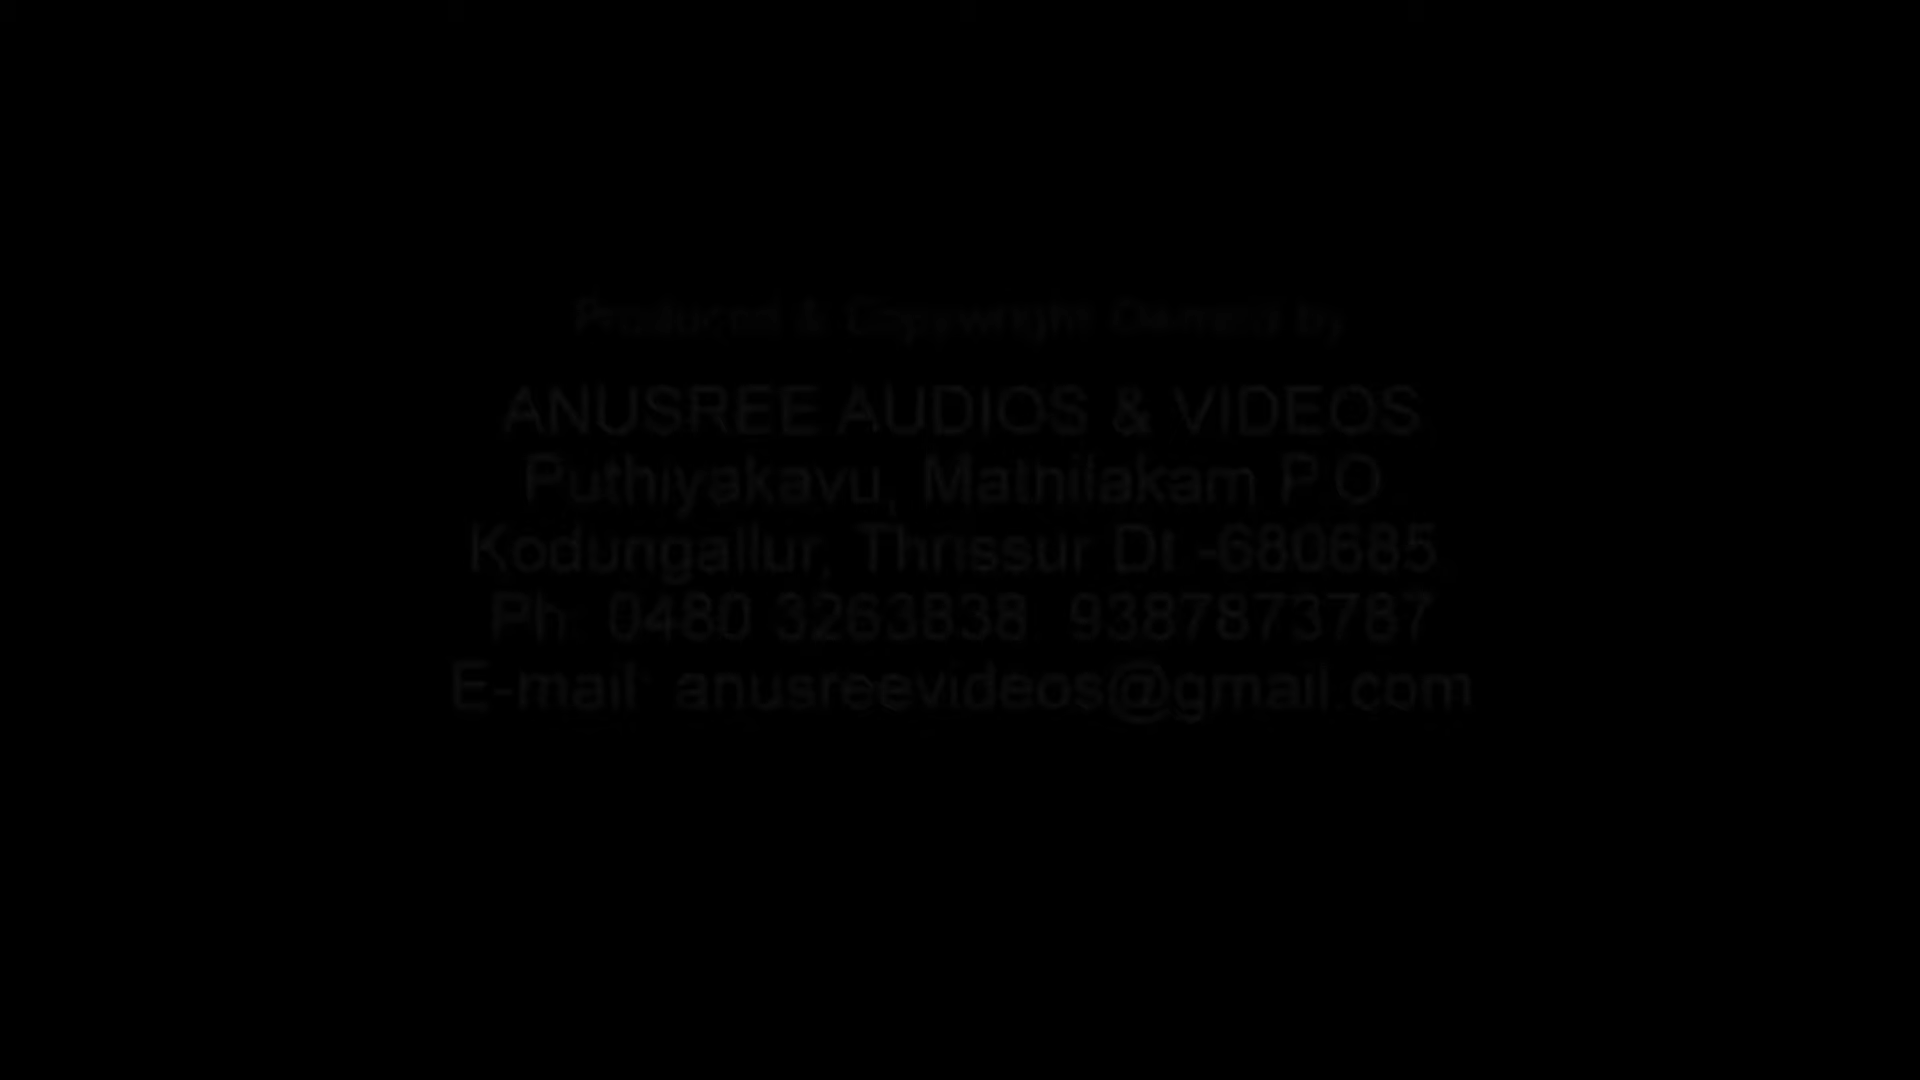 Produced & Copywright Owned by
ANUSREE AUDIOS & VIDEOS
Puthiyakavu, Mathilakam P.O
Kodungallur, Thrissur Dt.-680685
Ph: 0480 3263838, 9387873787
E-mail: anusreevideos@gmail.com